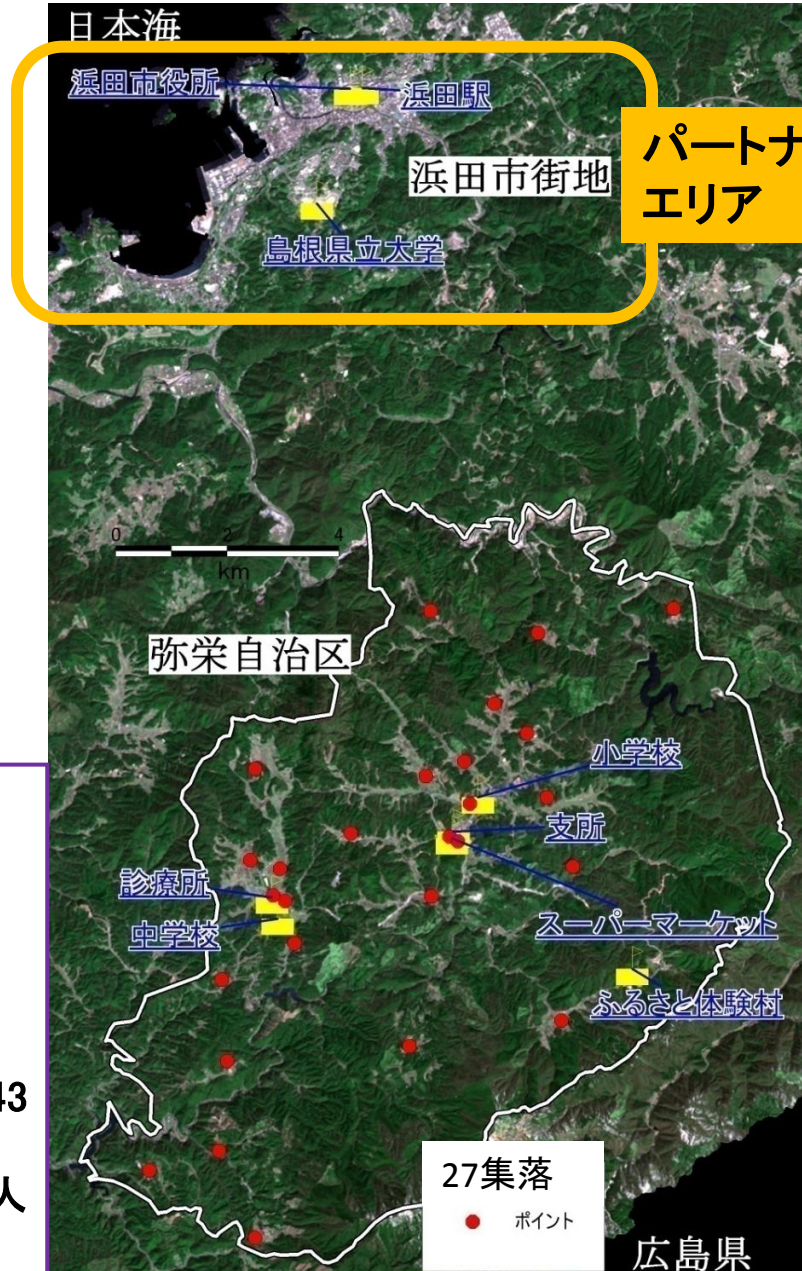 日本海
浜田市役所
浜田駅
パートナ
エリア
浜田市街地
島根県立大学
0 2 4
km
弥栄自治区
小学校
支所
診療所
スーパーマーケット
中学校
ふるさと体験村
43
人
27集落
ポイント
広島県